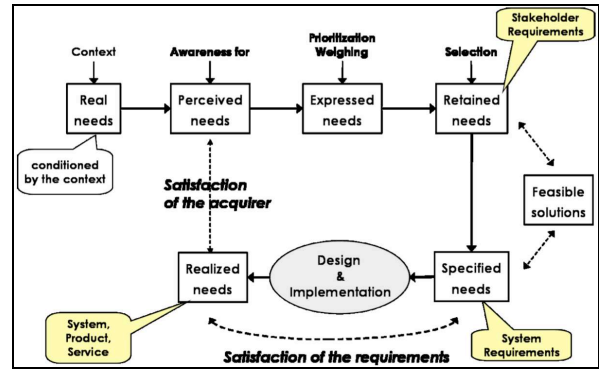 Stakeholder
Requirements
Context
Awareness for
Prioritization
Weighing
Selection
Real
needs
Perceived
needs
Expressed
needs
Retained
needs
conditioned
by the context
Satisfaction
of the acquirer
Feasible
solutions
Realized
needs
Design
&
Implementation
Specified
needs
System,
Product,
Service
Satisfaction of the requirements
System
Requirements